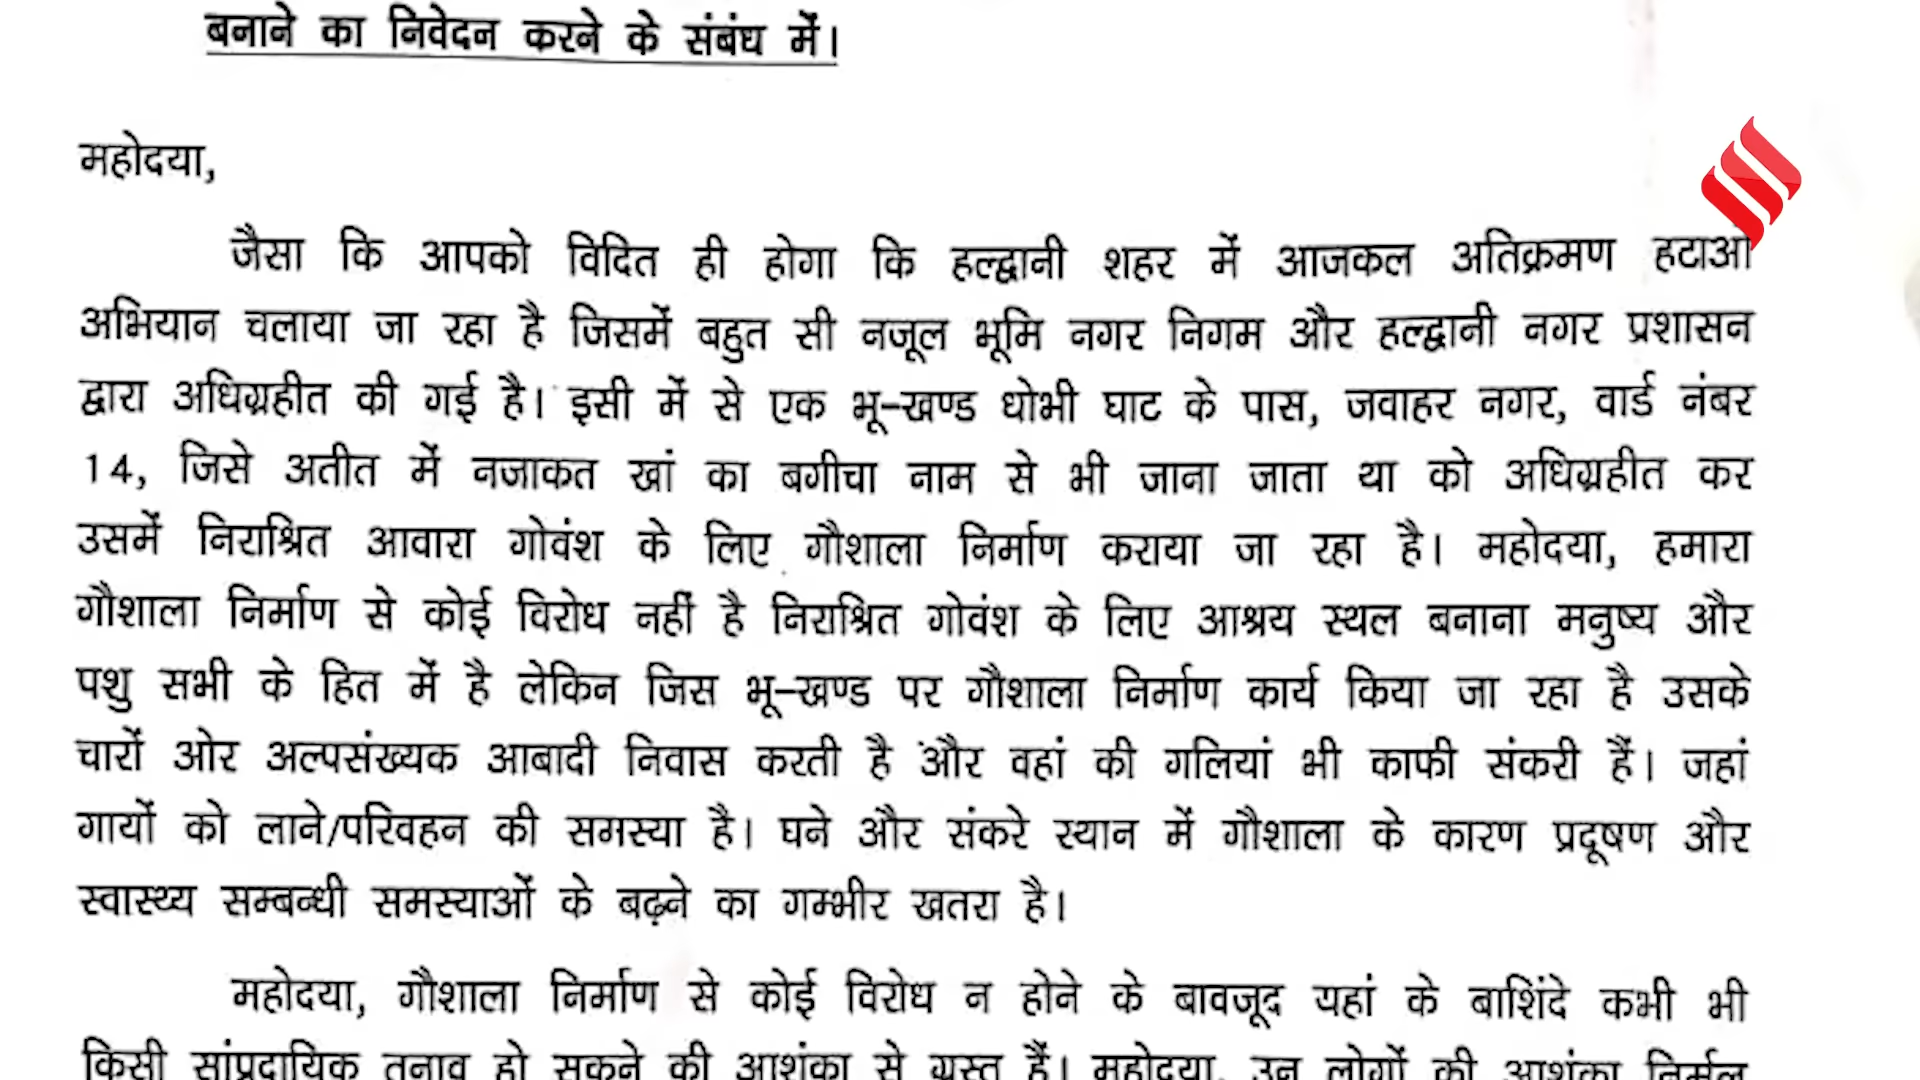 बनाने का निवेदन करने के संबंध में।
महोदया,
जैसा कि आपको विदित ही होगा कि हल्द्वानी शहर में आजकल अतिक्रमण हटाओ
अभियान चलाया जा रहा है जिसमें बहुत सी नजूल भूमि नगर निगम और हल्द्वानी नगर प्रशासन
द्वारा अधिग्रहीत की गई है। इसी में से एक भू-खण्ड धोभी घाट के पास, जवाहर नगर, वार्ड नंबर
14, जिसे अतीत में नजाकत खां का बगीचा नाम से भी जाना जाता था को अधिग्रहीत कर
उसमें निराश्रित आवारा गोवंश के लिए गौशाला निर्माण कराया जा रहा है। महोदया, हमारा
गौशाला निर्माण से कोई विरोध नहीं है निराश्रित गोवंश के लिए आश्रय स्थल बनाना मनुष्य और
पशु सभी के हित में है लेकिन जिस भू-खण्ड पर गौशाला निर्माण कार्य किया जा रहा है उसके
चारों ओर अल्पसंख्यक आबादी निवास करती है और वहां की गलियां भी काफी संकरी हैं। जहां
गायों को लाने/परिवहन की समस्या है। घने और संकरे स्थान में गौशाला के कारण प्रदूषण और
स्वास्थ्य सम्बन्धी समस्याओं के बढ़ने का गम्भीर खतरा है।
महोदया, गौशाला निर्माण से कोई विरोध न होने के बावजूद यहां के बाशिंदे कभी भी
किसी सांप्रदायिक तनाव हो सकने की आशंका से ग्रस्त हैं। महोदया, उन लोगों की आशंका निर्मूल